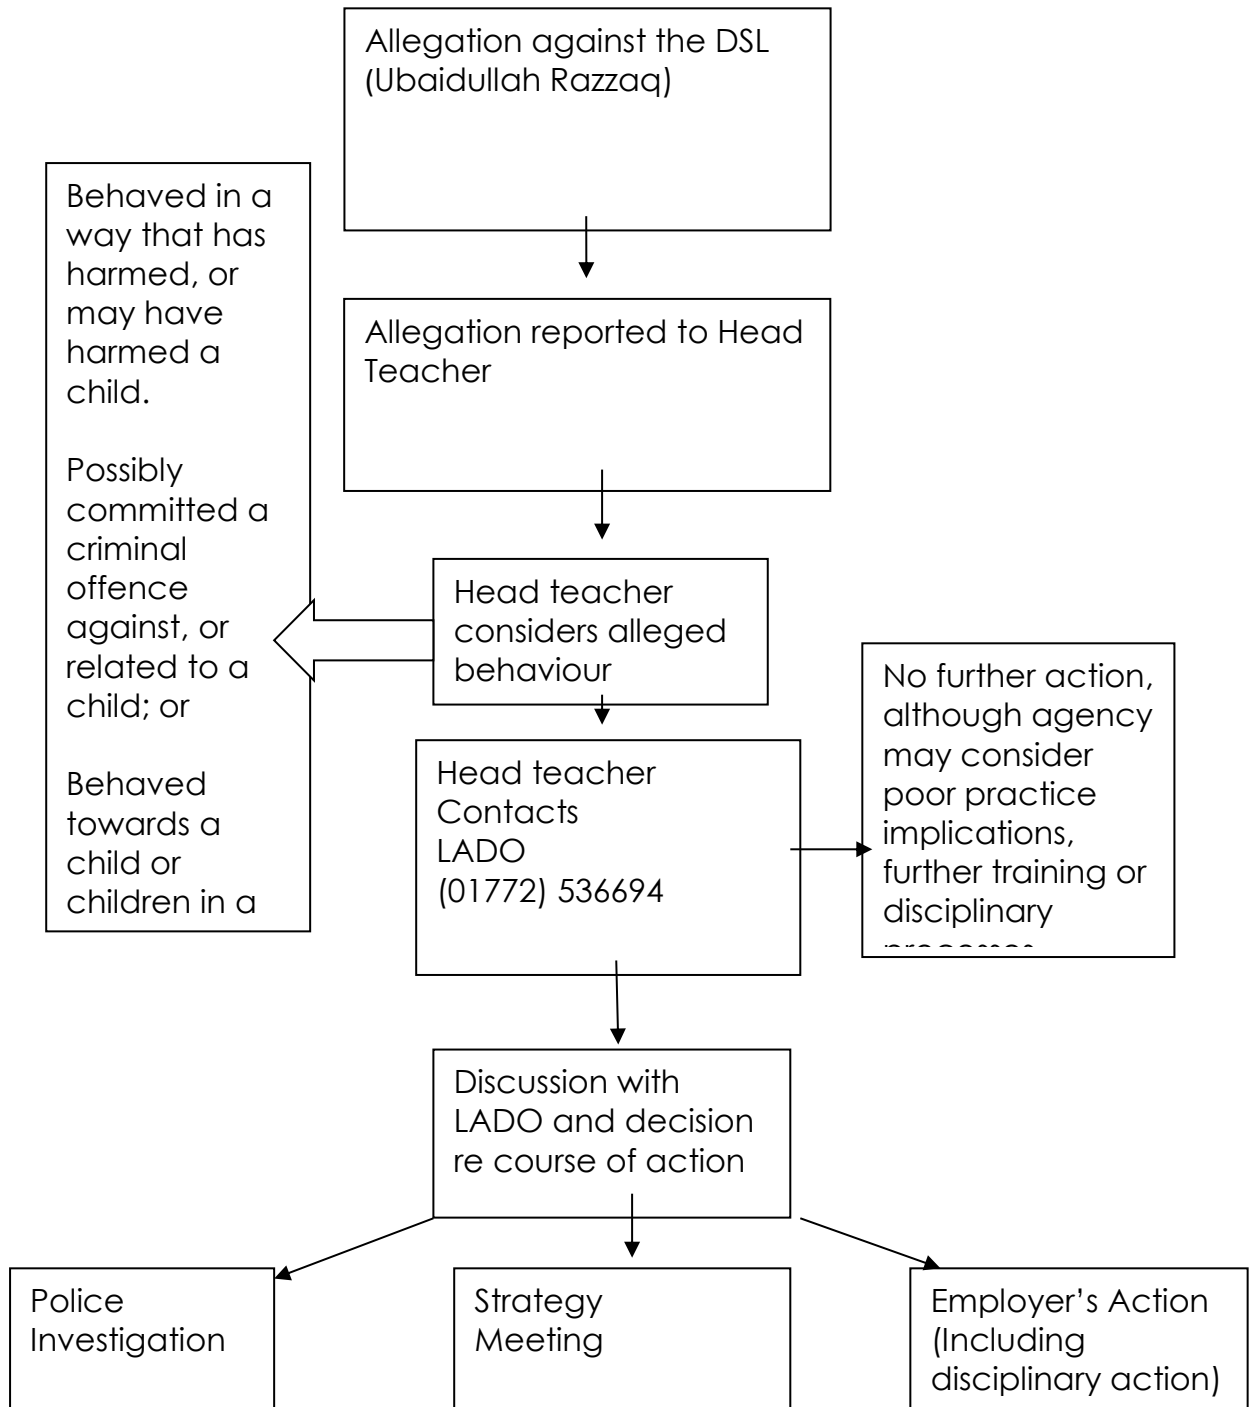 Allegation against the DSL
(Ubaidullah Razzaq)
Behaved in a
way that has
harmed, or
may have
harmed a
child.
Possibly
committed a
criminal
offence
against, or
related to a
child; or
Behaved
towards a
child or
children in a
Allegation reported to Head
Teacher
Head teacher
considers alleged
behaviour
Head teacher
Contacts
LADO
(01772) 536694
No further action,
although agency
may consider
poor practice
implications,
further training or
disciplinary
Discussion with
LADO and decision
re course of action
Police
Investigation
Strategy
Meeting
Employer’s Action
(Including
disciplinary action)